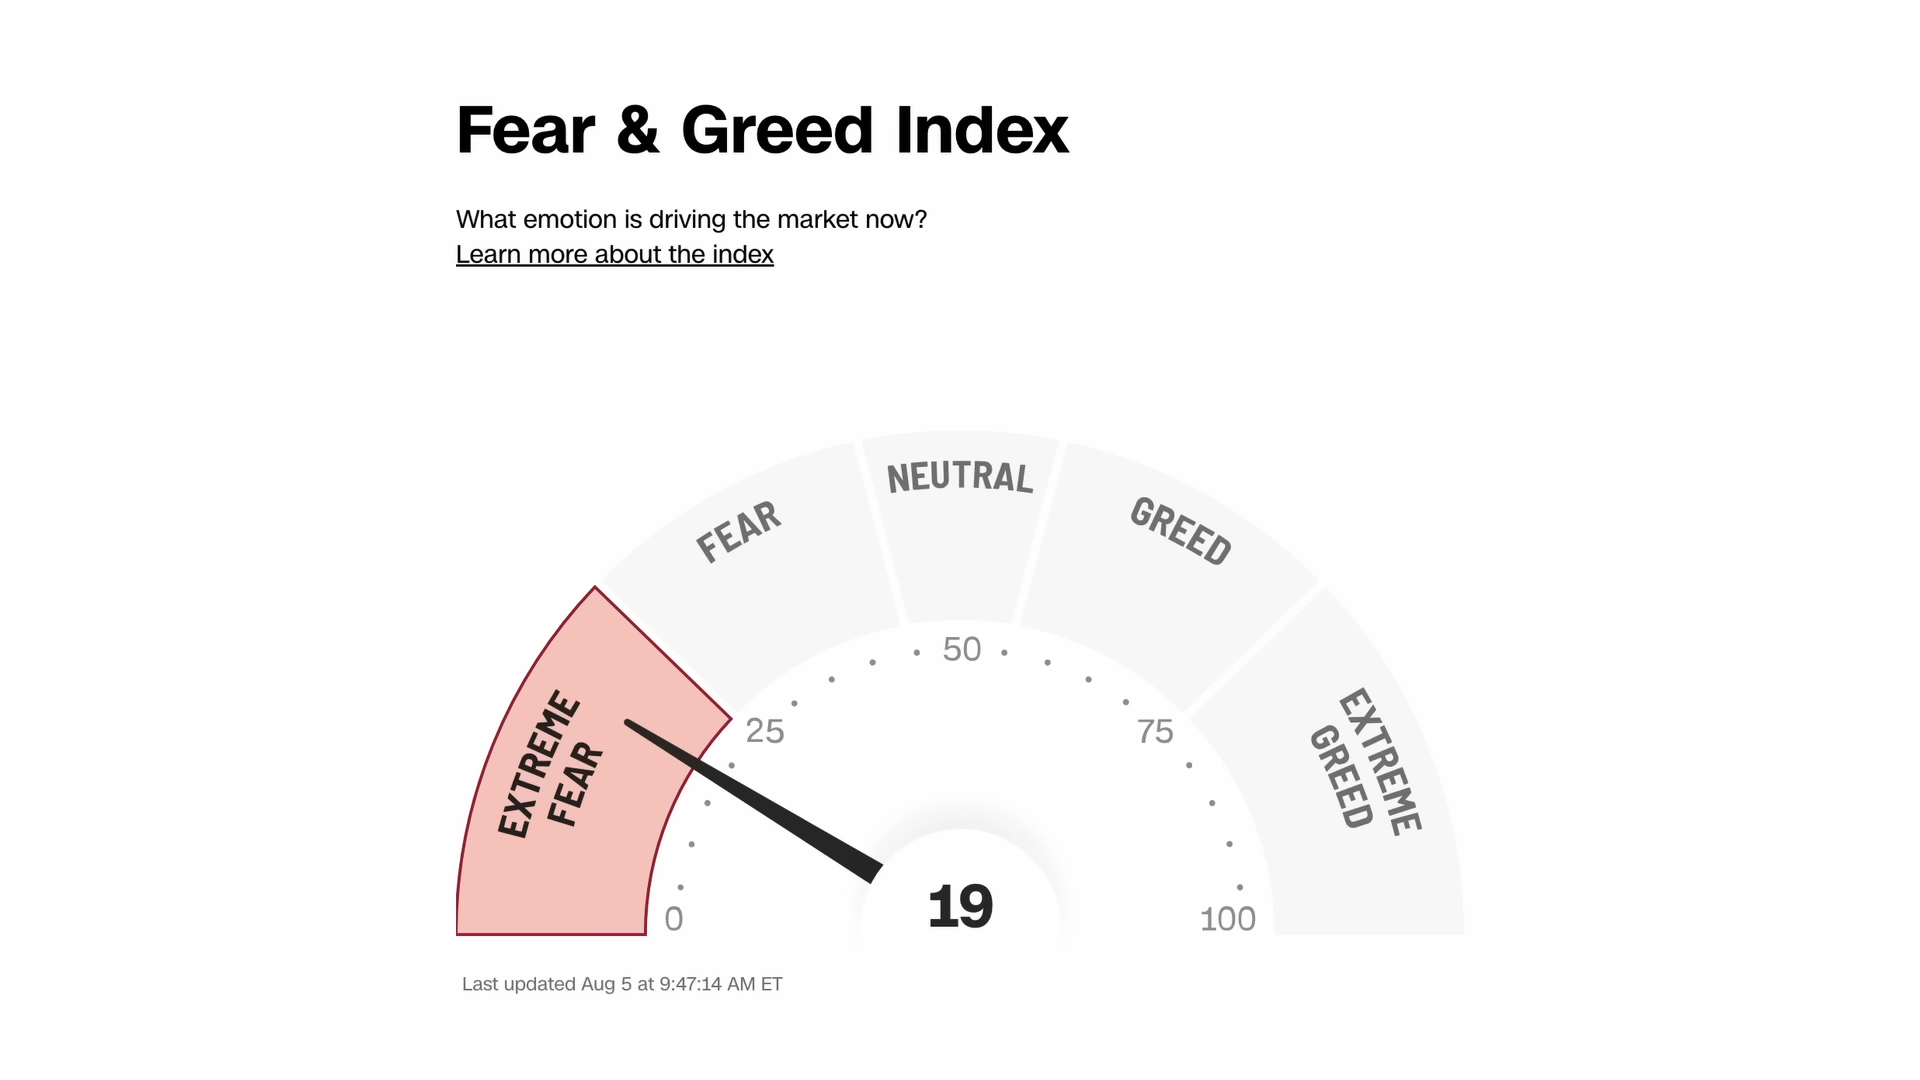 Fear & Greed Index
What emotion is driving the market now?
Learn more about the index
EXTREME
FEAR
FEAR
NEUTRAL
GREED
EXTREME
GREED
0
25
50
75
100
19
Last updated Aug 5 at 9:47:14 AM ET